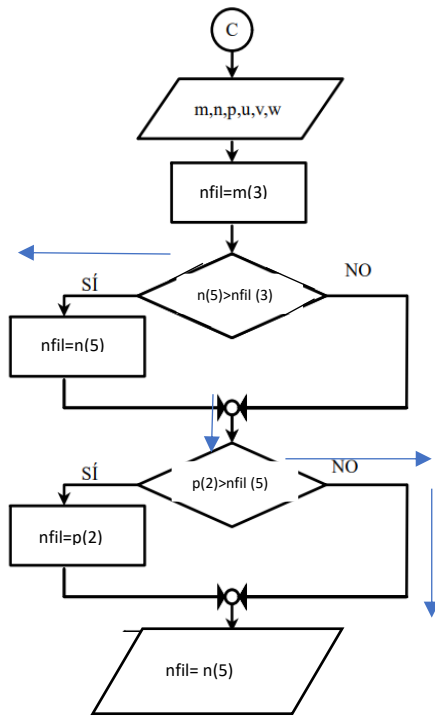 C
m,n,p,u,v,w
nfil=m(3)
n(5)>nfil (3)
SÍ
NO
nfil=n(5)
p(2)>nfil (5)
SÍ
NO
nfil=p(2)
nfil= n(5)